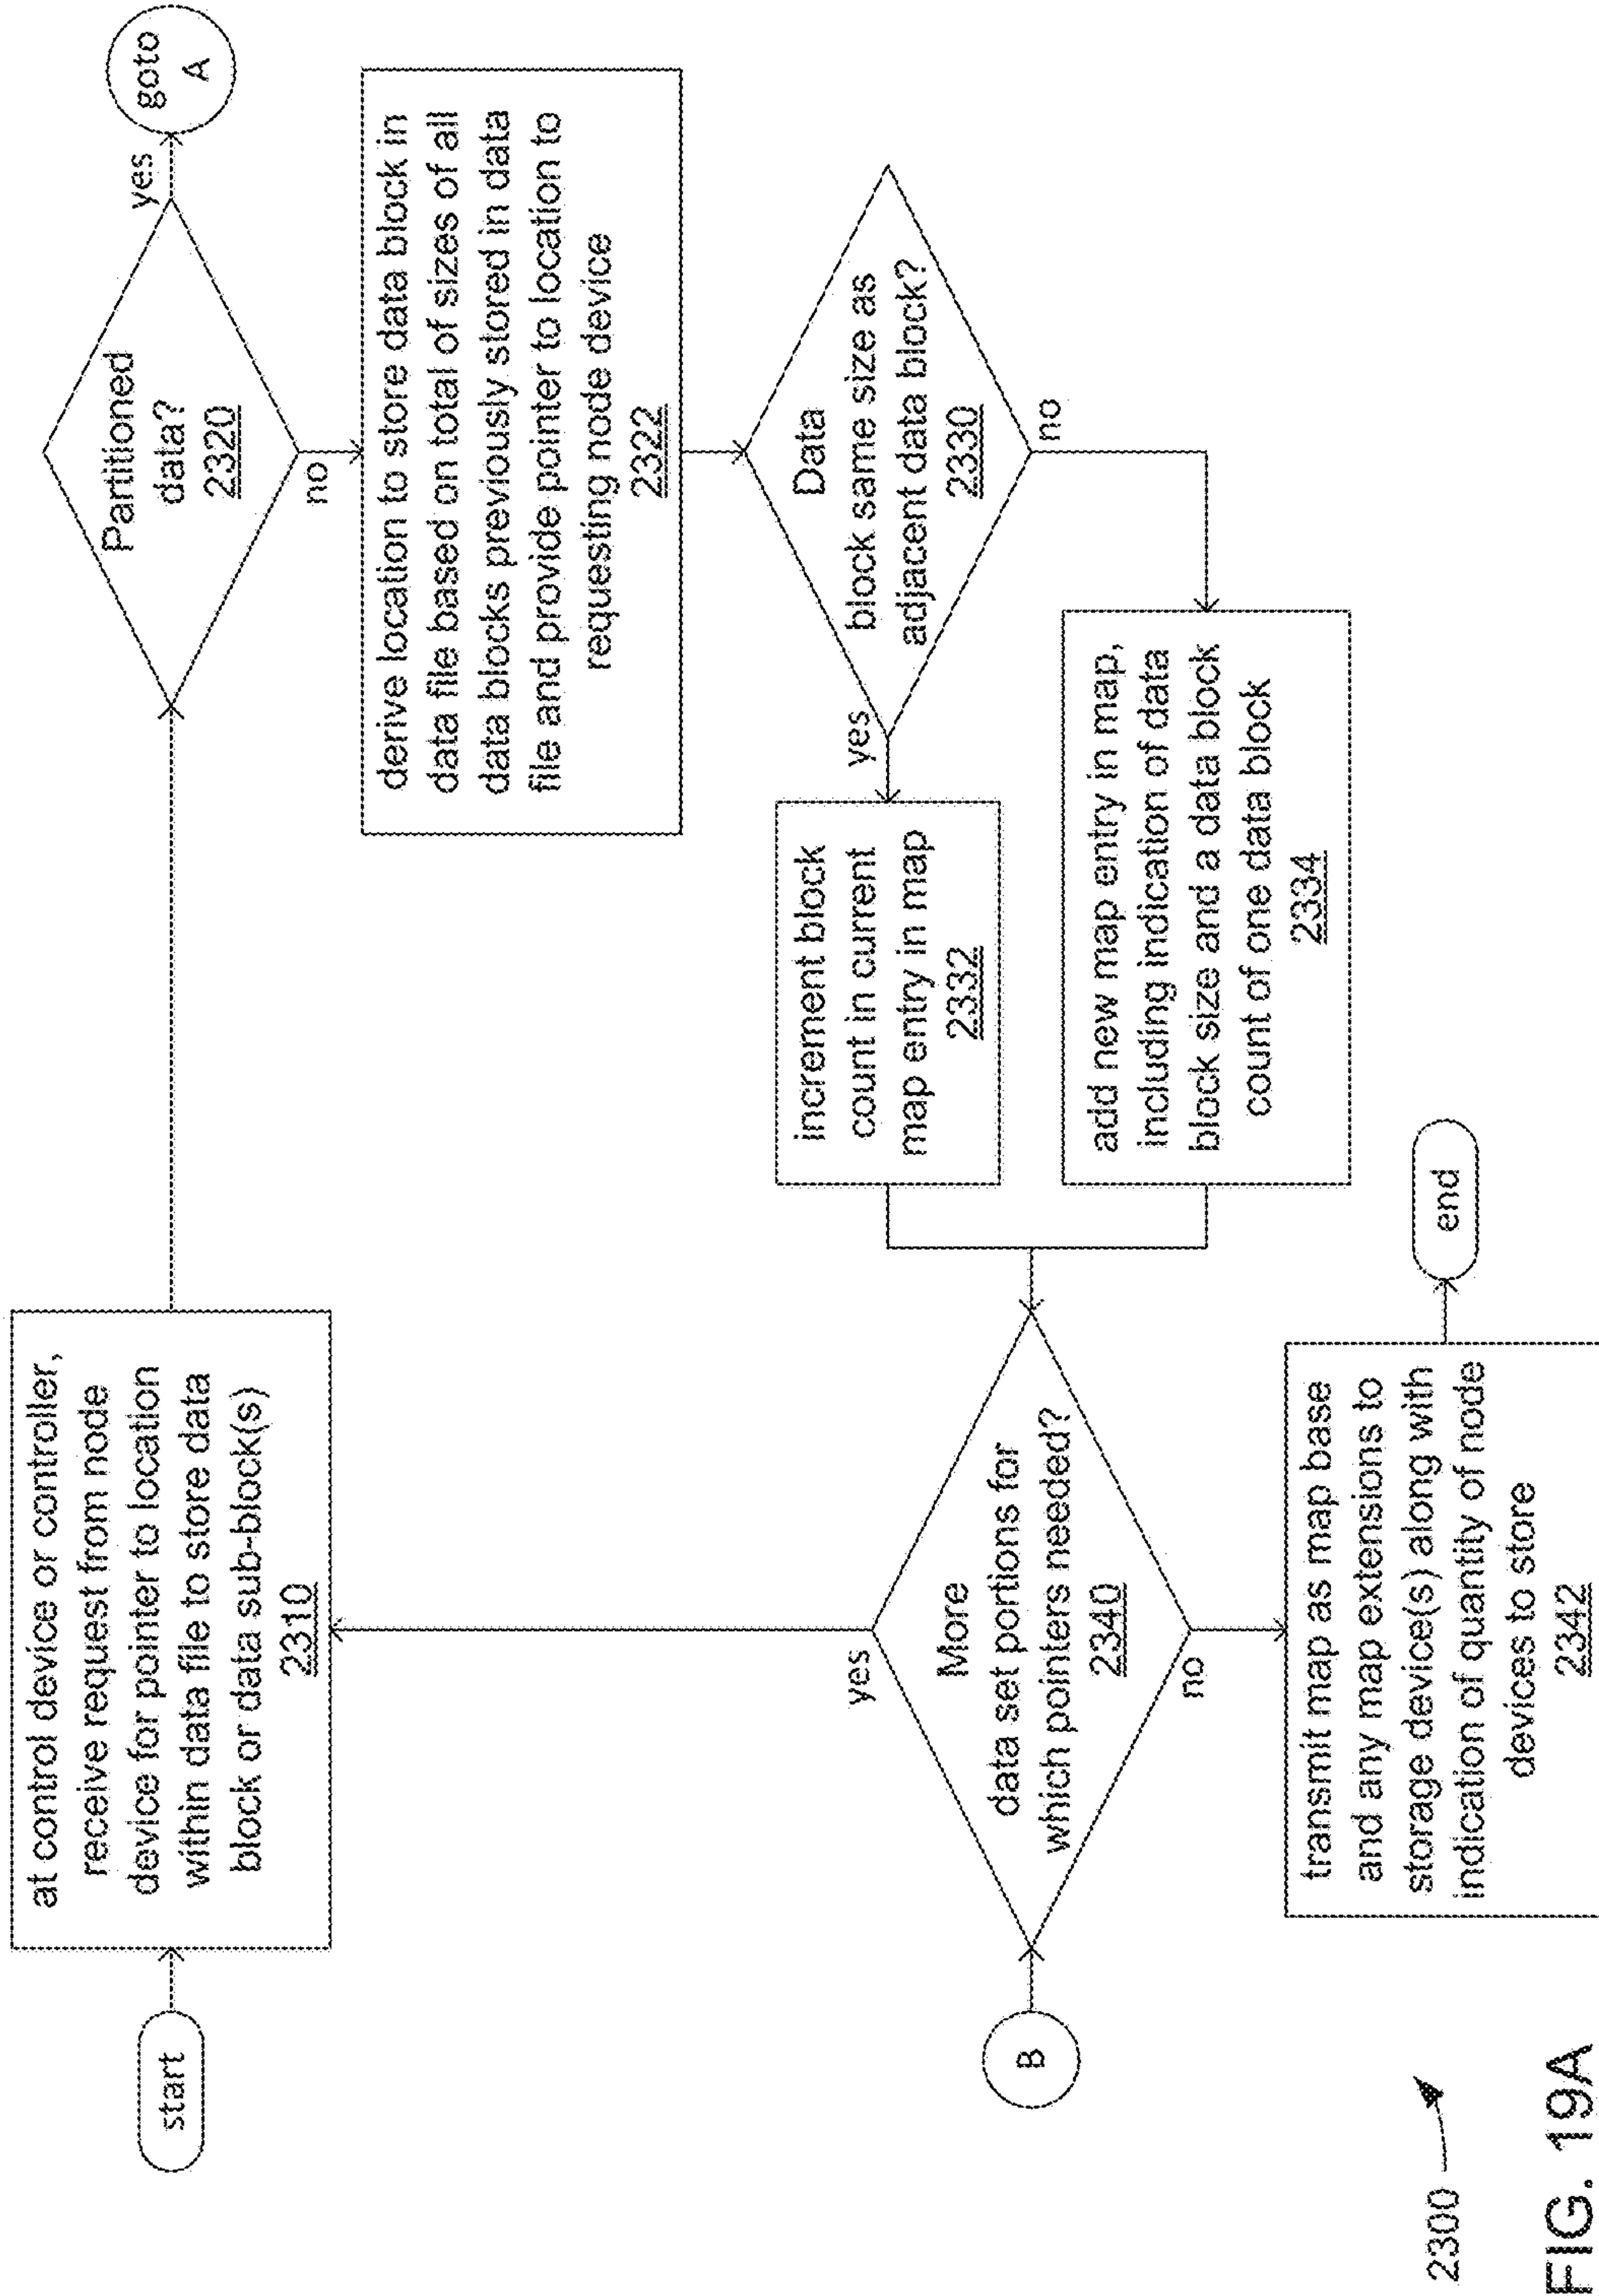 start
at control device or controller,
receive request from node
device for pointer to location
within data file to store data
block or data sub-block(s)
2310
Partitioned
data?
2320
yes
goto
A
no
derive location to store data block in
data file based on total of sizes of all
data blocks previously stored in data
file and provide pointer to location to
requesting node device
2322
Data
block same size as
adjacent data block?
2330
yes
no
increment block
count in current
map entry in map
2332
add new map entry in map,
including indication of data
block size and a data block
count of one data block
2334
B
More
data set portions for
which pointers needed?
2340
yes
no
transmit map as map base
and any map extensions to
storage device(s) along with
indication of quantity of node
devices to store
2342
end
2300
FIG. 19A